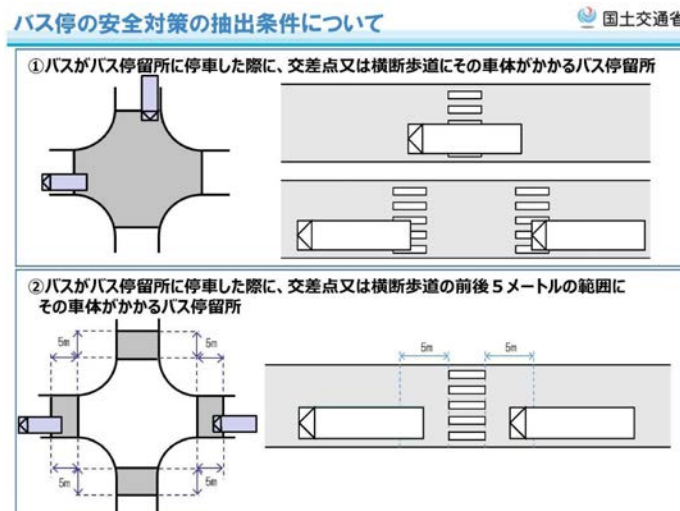 バス停の安全対策の抽出条件について
国土交通省
①バスがバス停留所に停車した際に、交差点又は横断歩道にその車体がかかるバス停留所
②バスがバス停留所に停車した際に、交差点又は横断歩道の前後５メートルの範囲に
その車体がかかるバス停留所
5m
5m
5m
5m
5m
5m